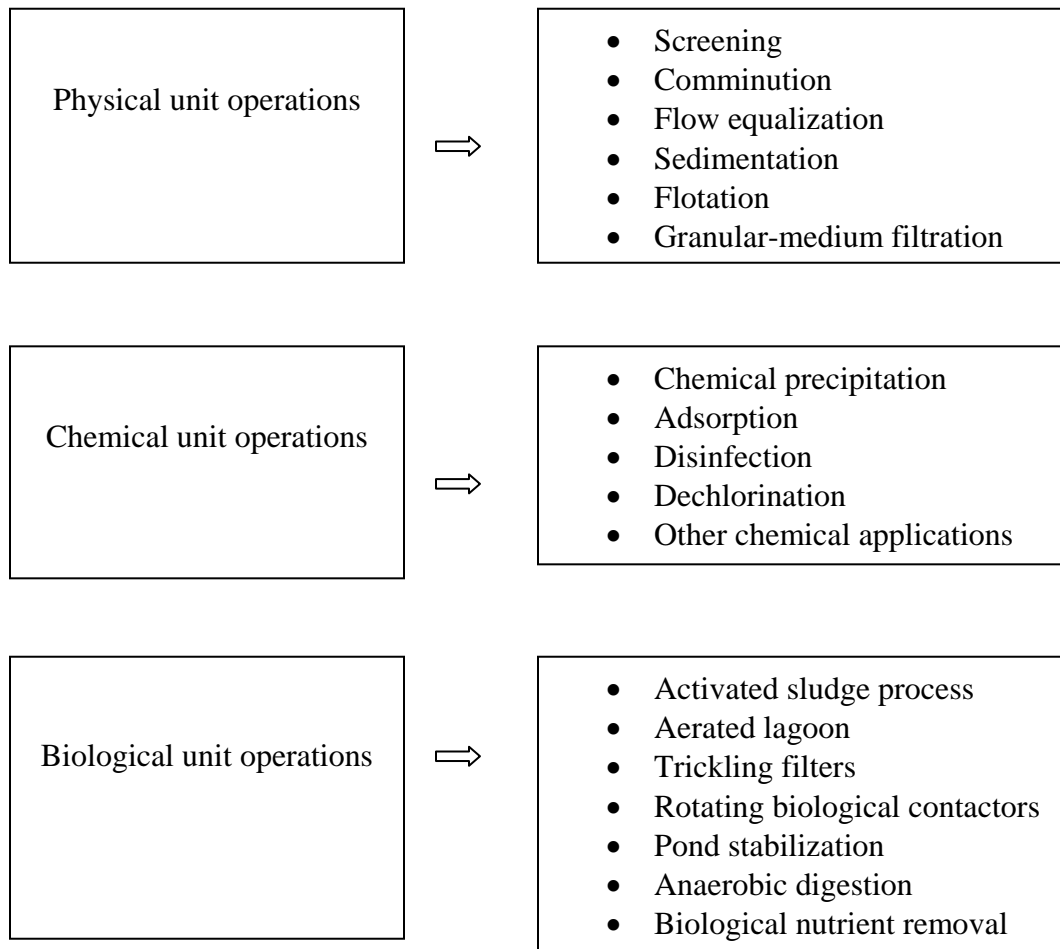 Physical unit operations
• Screening
• Comminution
• Flow equalization
• Sedimentation
• Flotation
• Granular-medium filtration
Chemical unit operations
• Chemical precipitation
• Adsorption
• Disinfection
• Dechlorination
• Other chemical applications
Biological unit operations
• Activated sludge process
• Aerated lagoon
• Trickling filters
• Rotating biological contactors
• Pond stabilization
• Anaerobic digestion
• Biological nutrient removal